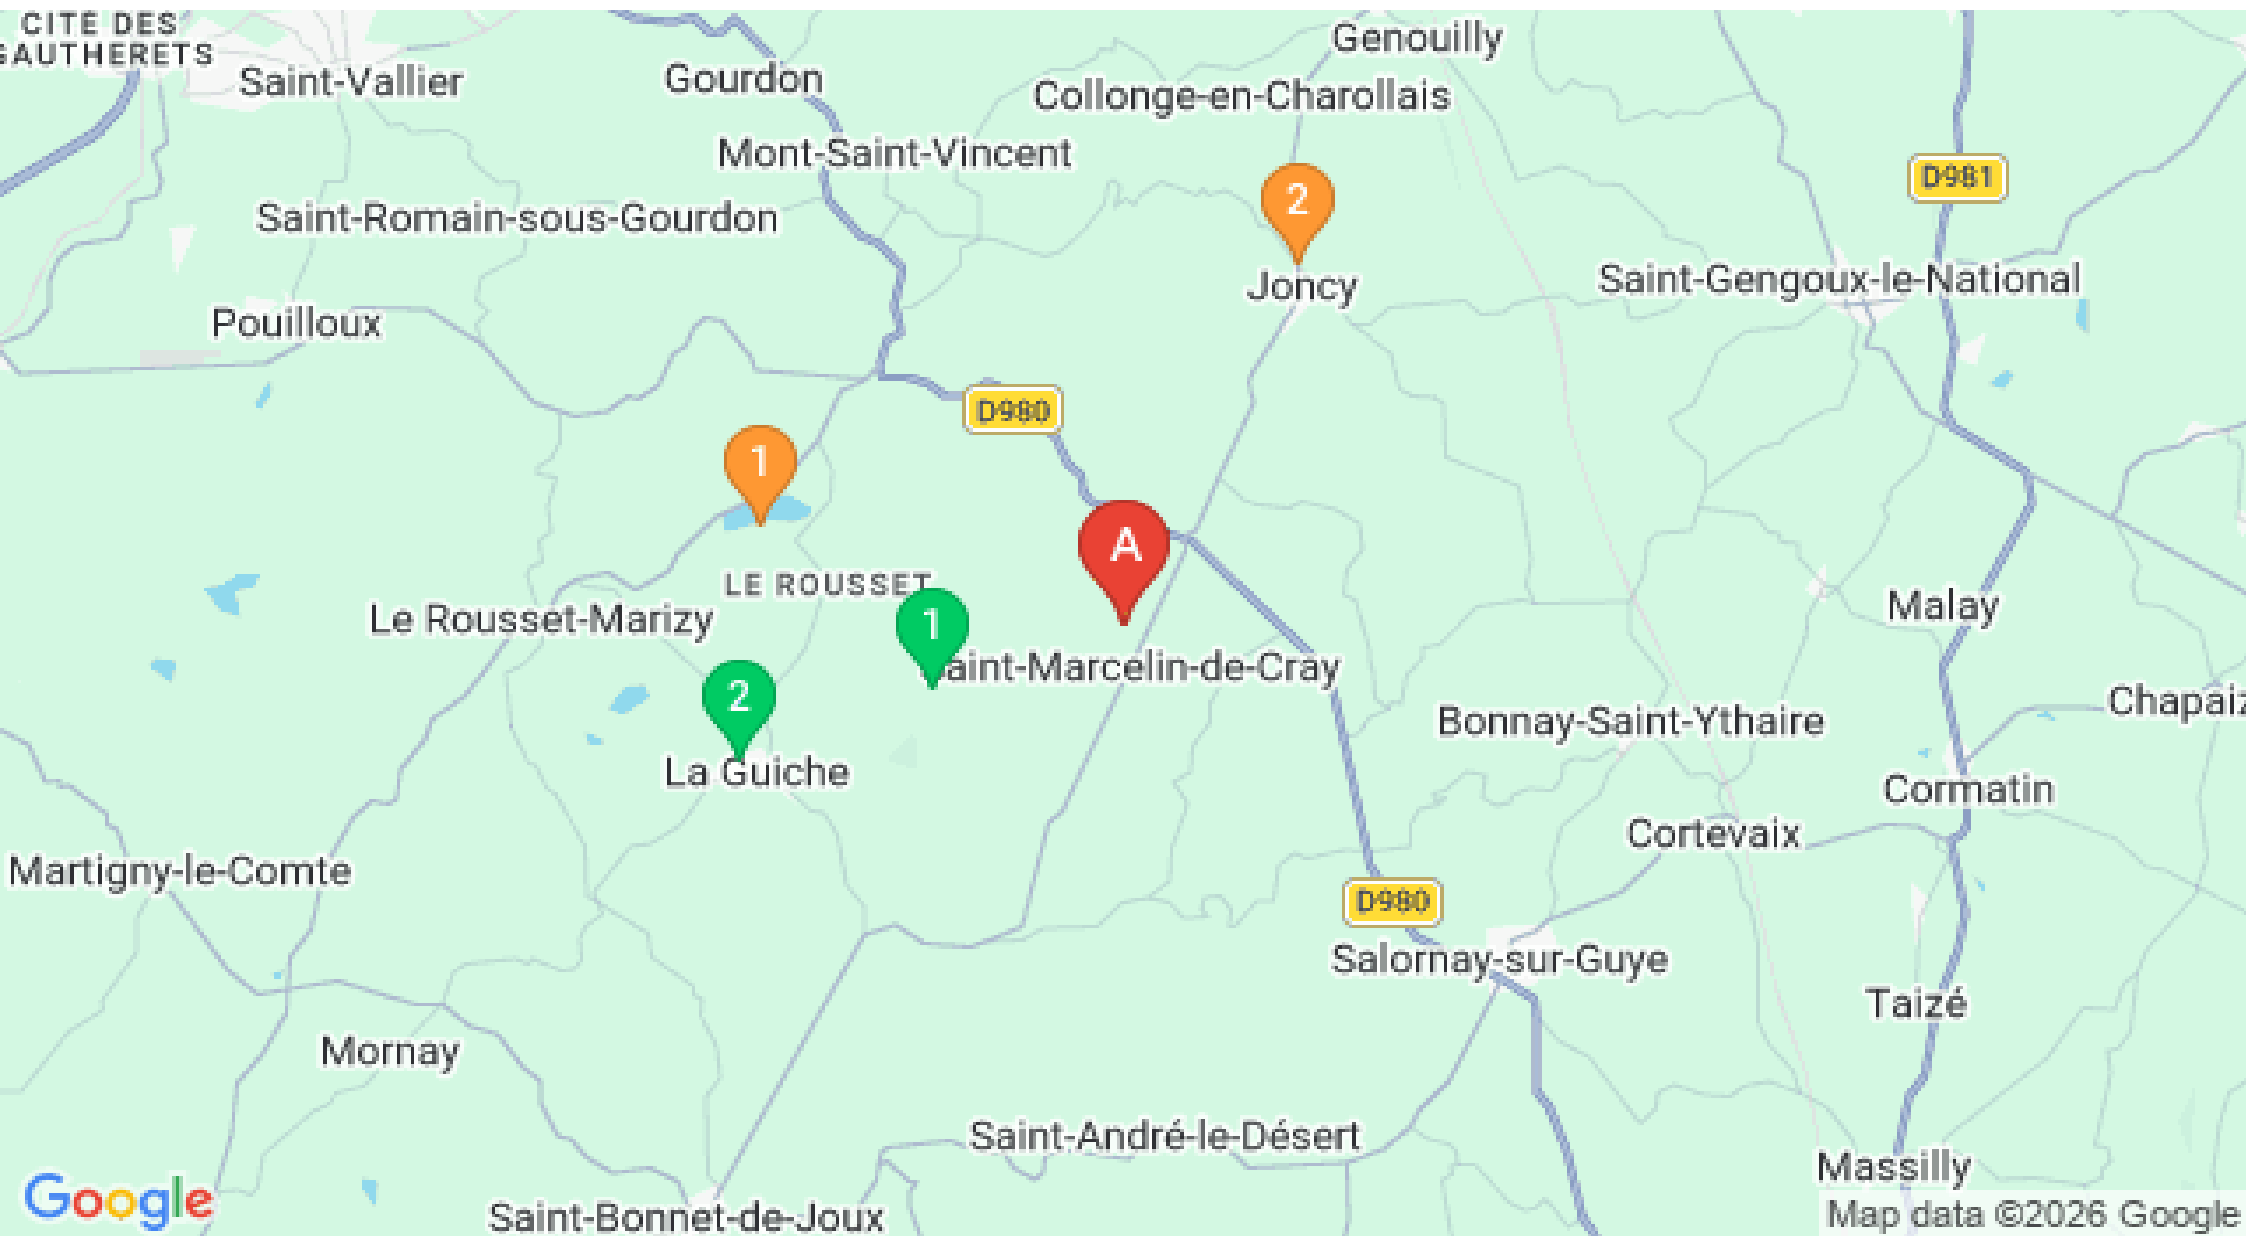 CITÉ DES
GAUTHERETS
Saint-Vallier
Gourdon
Genouilly
Collonge-en-Charollais
Mont-Saint-Vincent
D981
2
Saint-Romain-sous-Gourdon
Joncy
Saint-Gengoux-le-National
Pouilloux
D980
1
A
LE ROUSSET
Le Rousset-Marizy
1
Malay
aint-Marcelin-de-Cray
2
Chapaiz
Bonnay-Saint-Ythaire
La Guiche
Cormatin
Cortevaix
Martigny-le-Comte
D980
Salornay-sur-Guye
Taizé
Mornay
Saint-André-le-Désert
Massilly
Google
Saint-Bonnet-de-Joux
Map data ©2026 Google